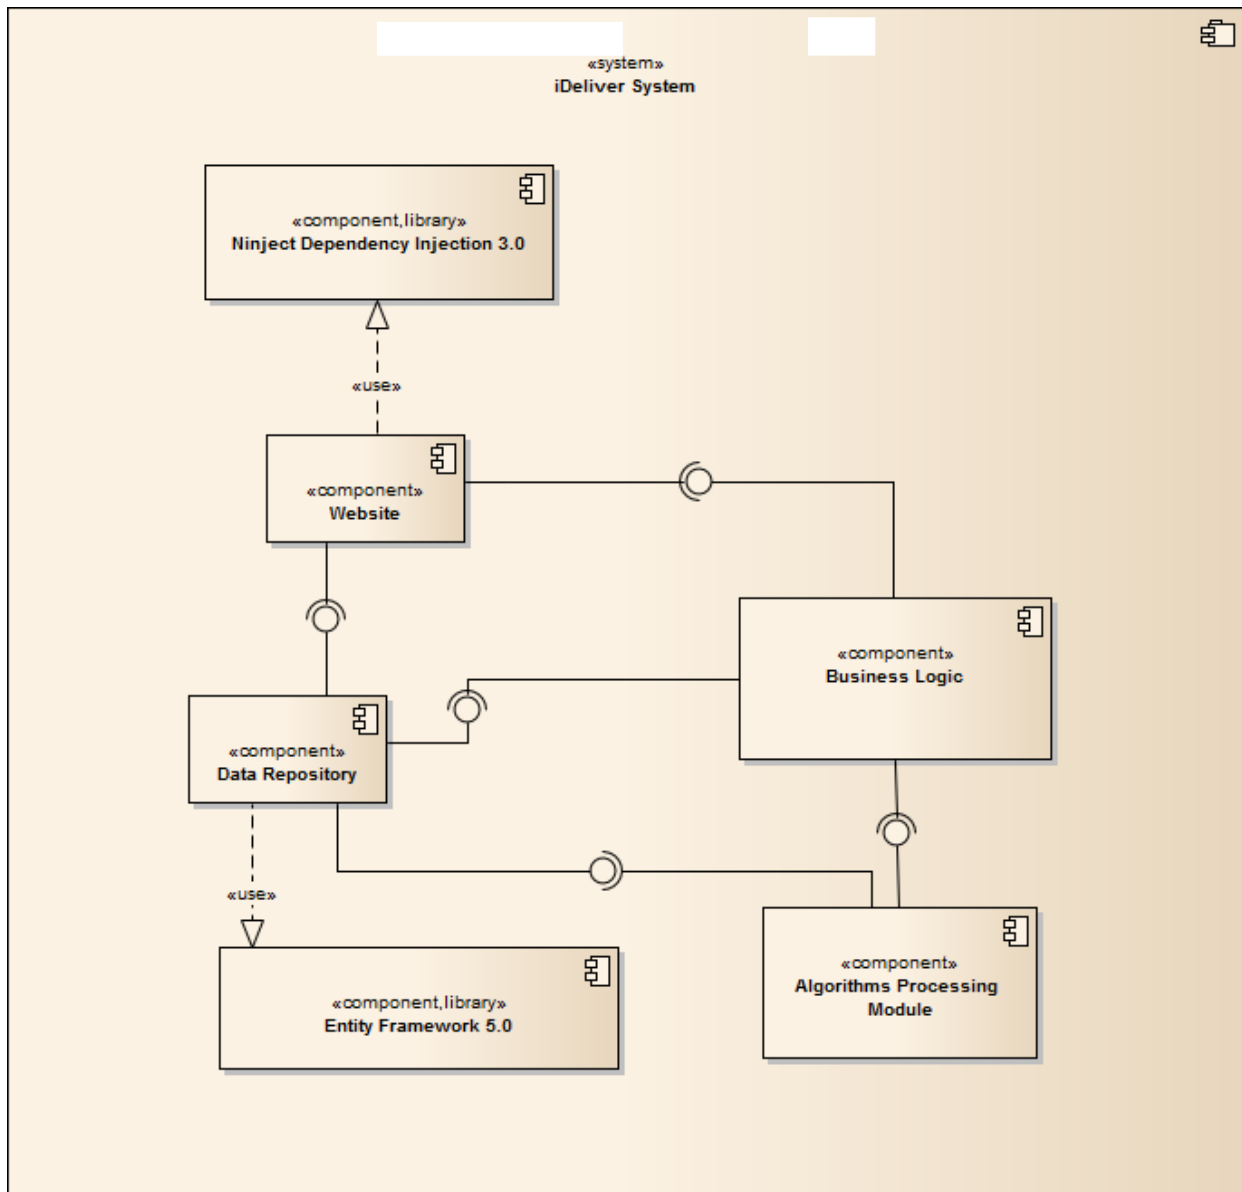 «system»
iDeliver System
«component,library»
Ninject Dependency Injection 3.0
«use»
«component»
Website
«component»
Business Logic
«component»
Data Repository
«use»
«component»
Algorithms Processing
Module
«component,library»
Entity Framework 5.0